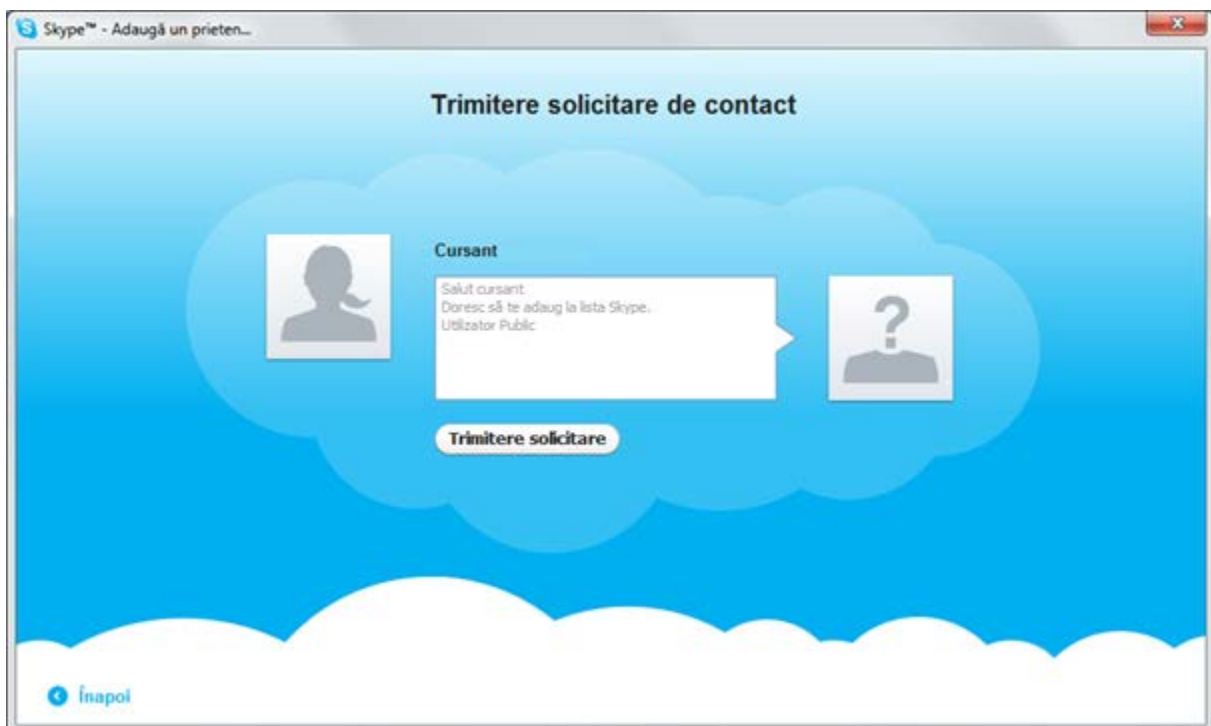 Skype™ - Adaugă un prieten...
Trimitere solicitare de contact
Cursant
Salut cursant
Doresc să te adaug la lista Skype.
Utilizator Public
Trimitere solicitare
Înapoi